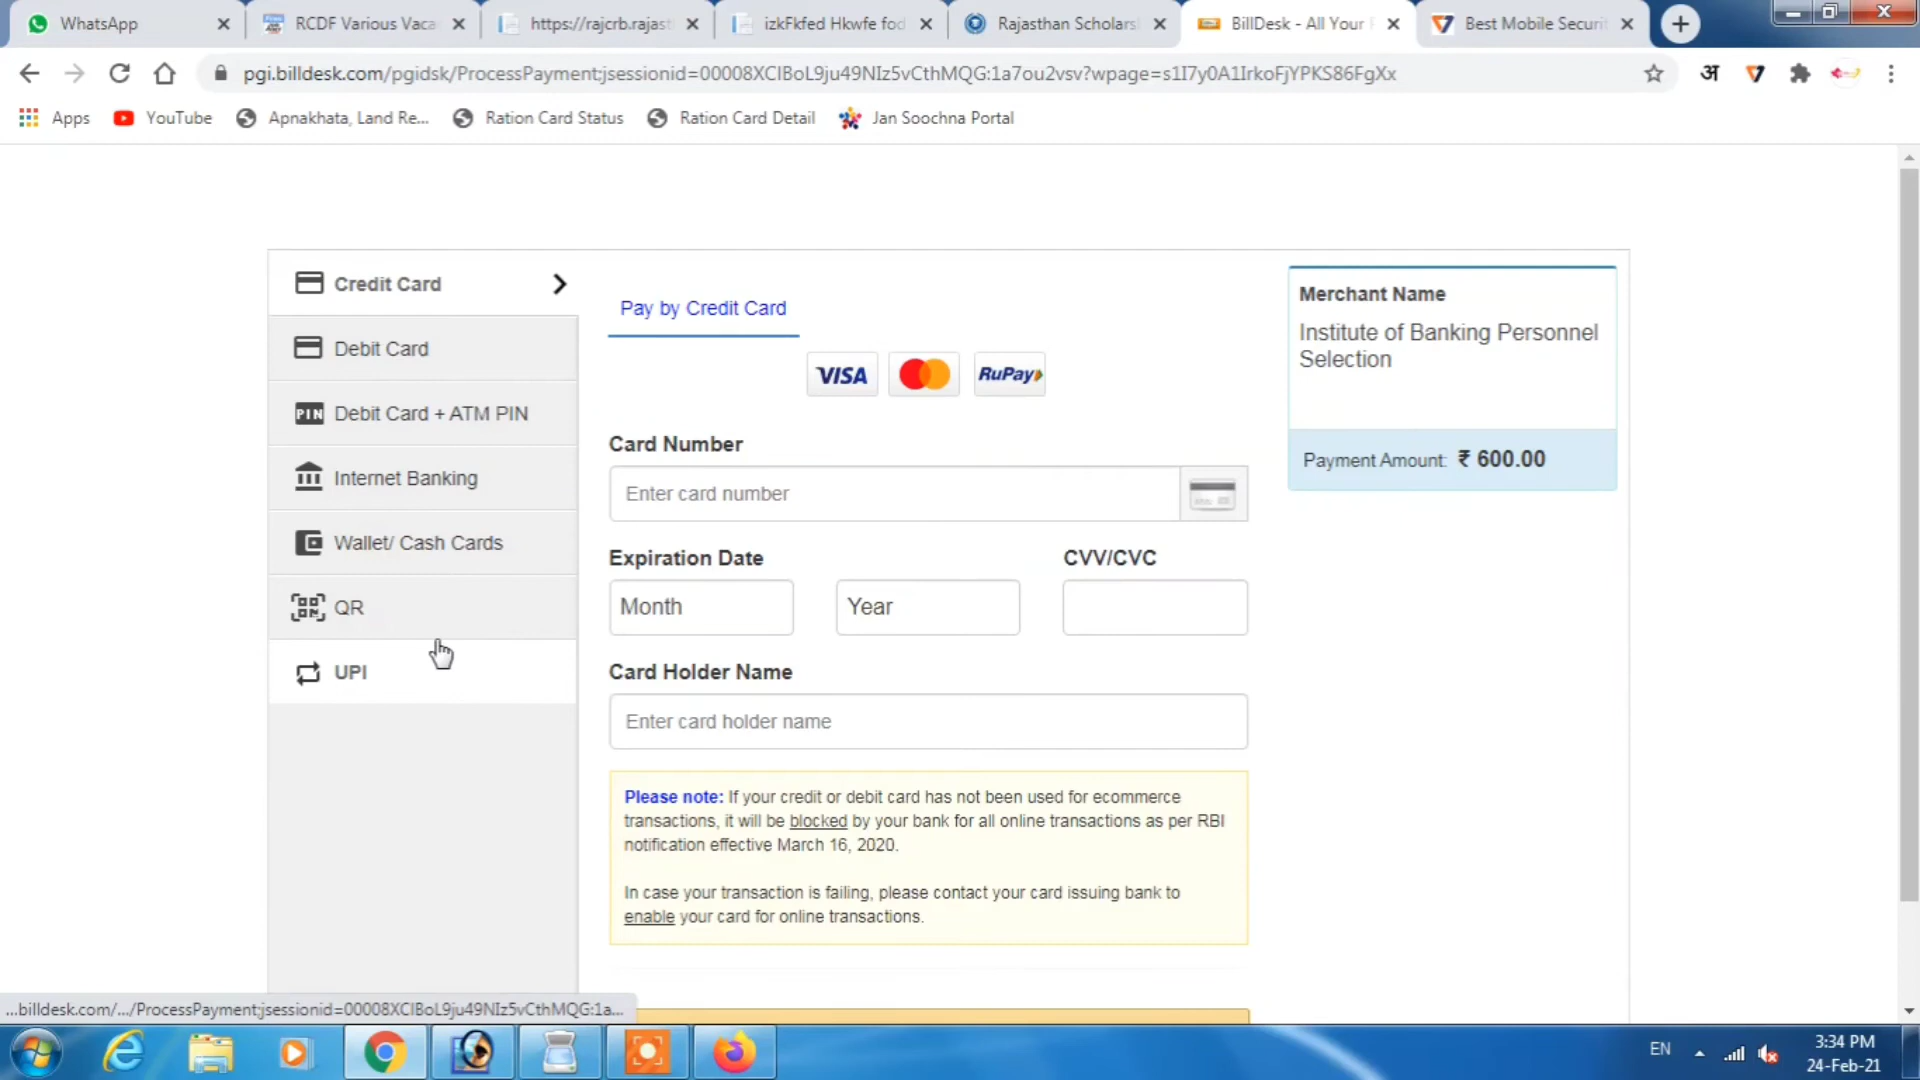 WhatsApp
RCDF Various Vaca
https://rajcrb.rajast
izkFkfed Hkwfe fod
Rajasthan Scholars
BillDesk - All Your
Best Mobile Securi
pgi.billdesk.com/pgidsk/ProcessPayment;jsessionid=00008XClBoL9ju49NIz5vCthMQG:1a7ou2vsv?wpage=s1I7y0A1IrkoFjYPKS86FgXx
अ
Apps
YouTube
Apnakhata, Land Re...
Ration Card Status
Ration Card Detail
Jan Soochna Portal
Credit Card
Debit Card
PIN Debit Card + ATM PIN
Internet Banking
Wallet/ Cash Cards
QR
UPI
Pay by Credit Card
VISA
RuPay
Card Number
Enter card number
Expiration Date
CVV/CVC
Month
Year
Card Holder Name
Enter card holder name
Please note: If your credit or debit card has not been used for ecommerce
transactions, it will be blocked by your bank for all online transactions as per RBI
notification effective March 16, 2020.
In case your transaction is failing, please contact your card issuing bank to
enable your card for online transactions.
Merchant Name
Institute of Banking Personnel
Selection
Payment Amount: ₹ 600.00
...billdesk.com/.../ProcessPayment;jsessionid=00008XClBoL9ju49NIz5vCthMQG:1a...
EN
3:34 PM
24-Feb-21